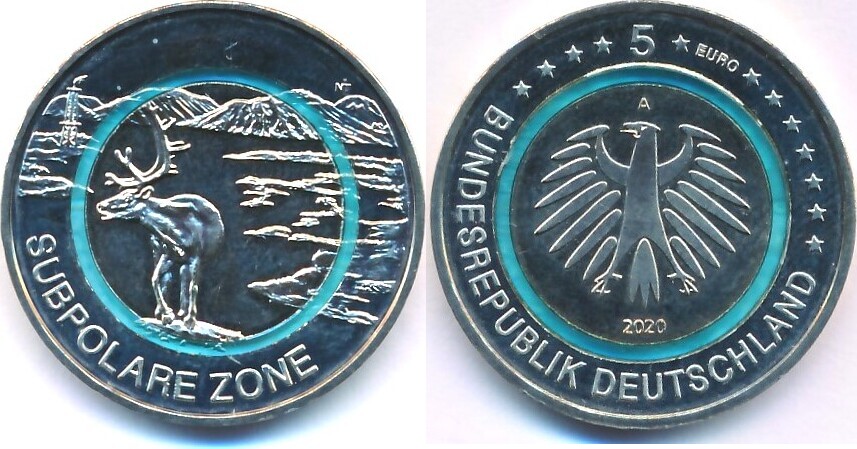 SUBPOLARE ZONE
5 EURO
BUNDESREPUBLIK DEUTSCHLAND
A
2020